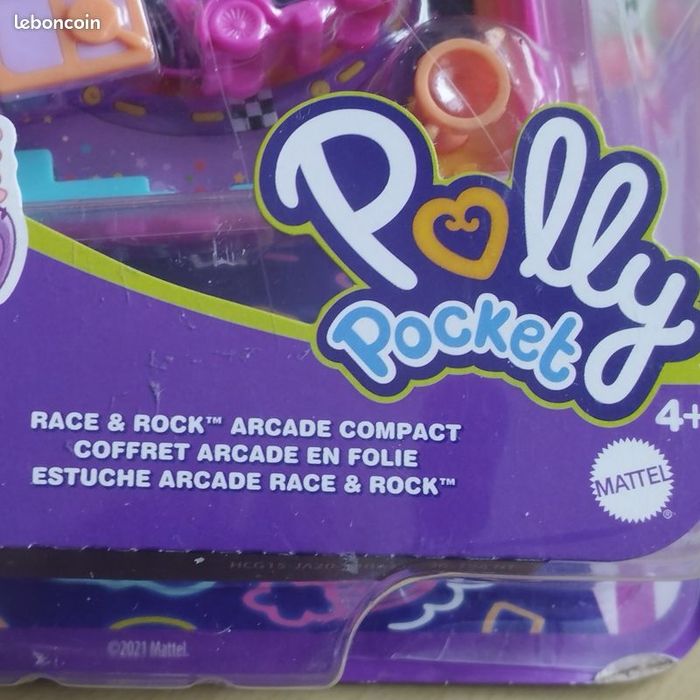 leboncoin
Polly
Pocket
4+
RACE & ROCK™ ARCADE COMPACT
COFFRET ARCADE EN FOLIE
ESTUCHE ARCADE RACE & ROCK™
MATTEL
®
©2021 Mattel